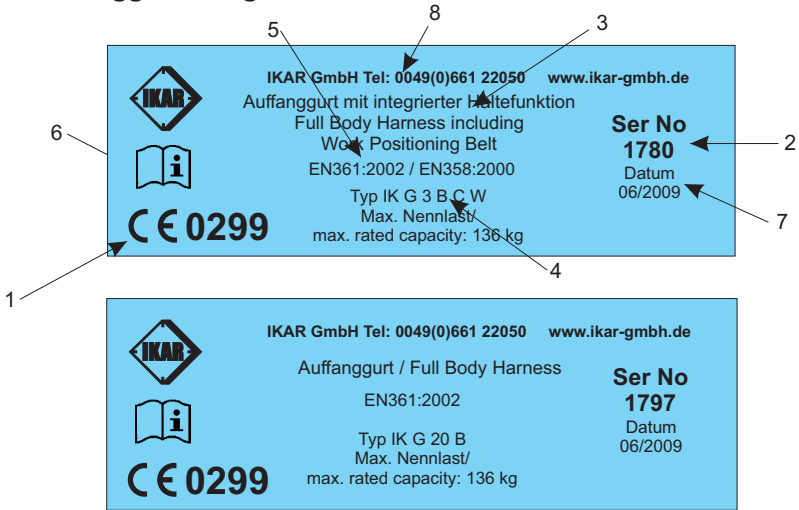 8
3
5
IKAR GmbH Tel: 0049(0)661 22050 www.ikar-gmbh.de
IKAR
Auffanggurt mit integrierter Haltefunktion
Full Body Harness including
Work Positioning Belt
EN361:2002 / EN358:2000
Typ IK G 3 B C W
Max. Nennlast/
max. rated capacity: 136 kg
Ser No
1780
Datum
06/2009
6
i
CE 0299
2
7
1
4
IKAR GmbH Tel: 0049(0)661 22050 www.ikar-gmbh.de
IKAR
Auffanggurt / Full Body Harness
EN361:2002
Typ IK G 20 B
Max. Nennlast/
max. rated capacity: 136 kg
Ser No
1797
Datum
06/2009
i
CE 0299